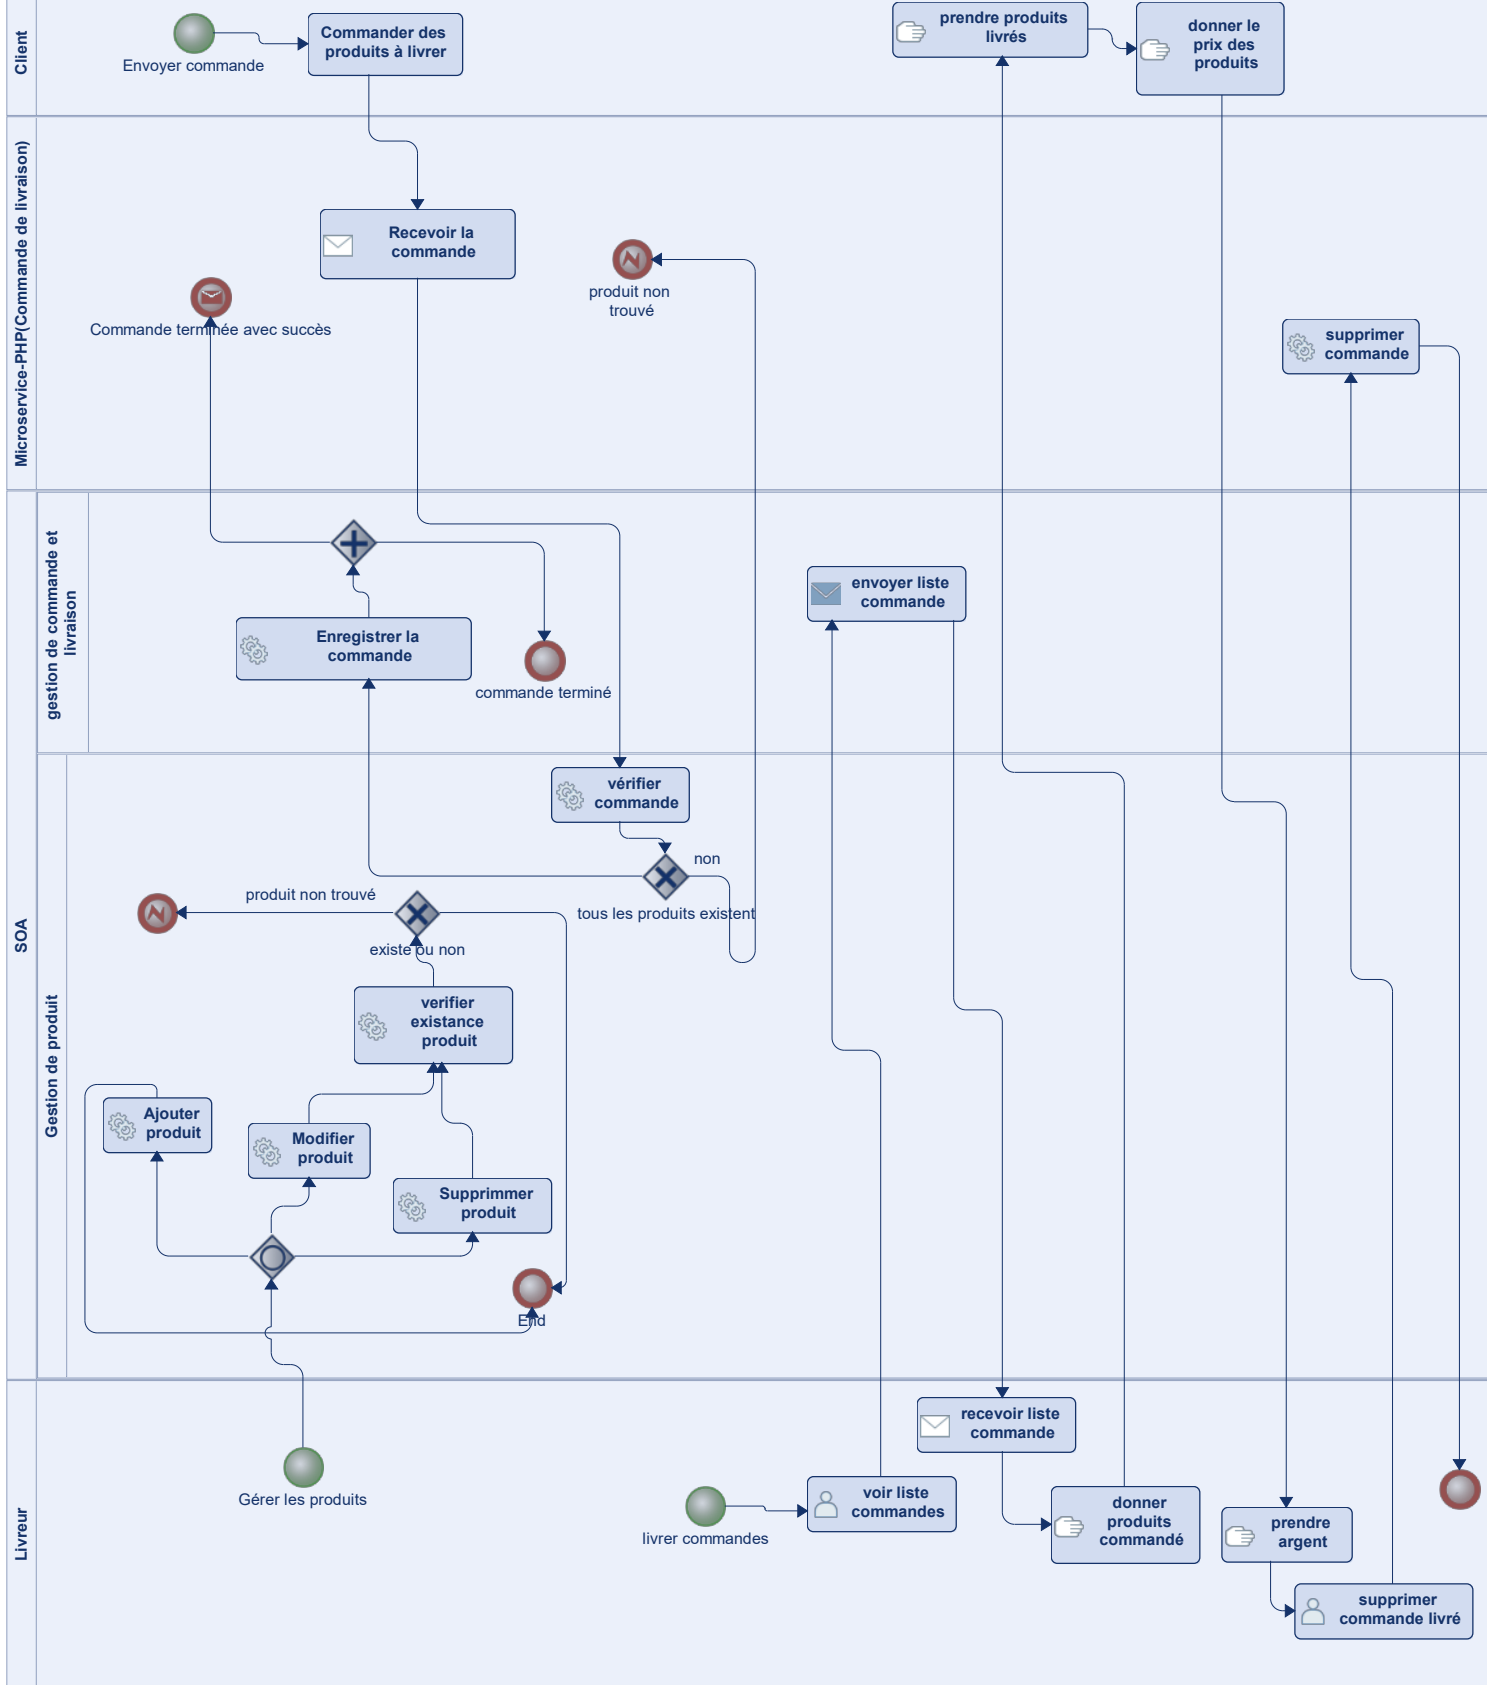 Client
Envoyer commande
Commander des
produits à livrer
prendre produits
livrés
donner le
prix des
produits
Microservice-PHP(Commande de livraison)
Recevoir la
commande
Commande terminée avec succès
produit non
trouvé
supprimer
commande
SOA
gestion de commande et
livraison
Enregistrer la
commande
commande terminé
envoyer liste
commande
Gestion de produit
vérifier
commande
non
tous les produits existent
produit non trouvé
existe ou non
verifier
existance
produit
Ajouter
produit
Modifier
produit
Supprimmer
produit
End
Livreur
Gérer les produits
livrer commandes
voir liste
commandes
recevoir liste
commande
donner
produits
commandé
prendre
argent
supprimer
commande livré